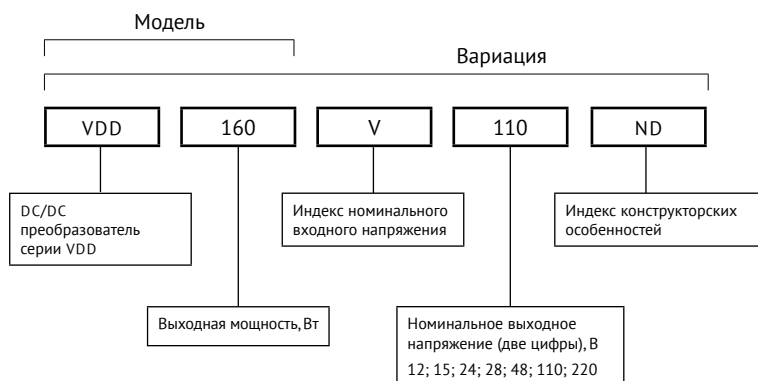 Модель
Вариация
VDD
160
V
110
ND
DC/DC
преобразователь
серии VDD
Индекс номинального
входного напряжения
Индекс конструкторских
особенностей
Выходная мощность, Вт
Номинальное выходное
напряжение (две цифры), В
12; 15; 24; 28; 48; 110; 220